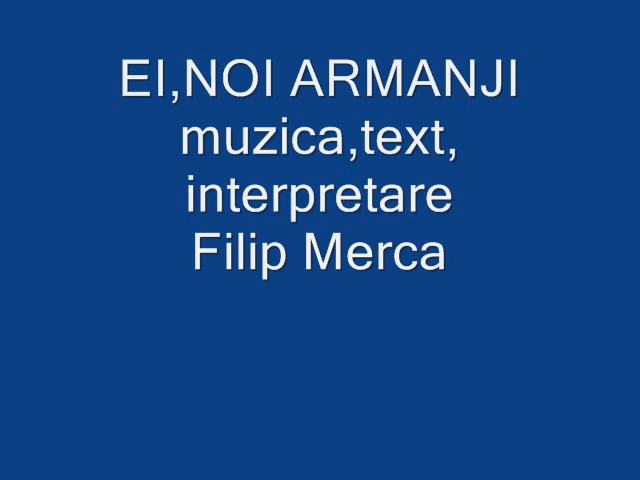 EI,NOI ARMANJI
muzica,text,
interpretare
Filip Merca